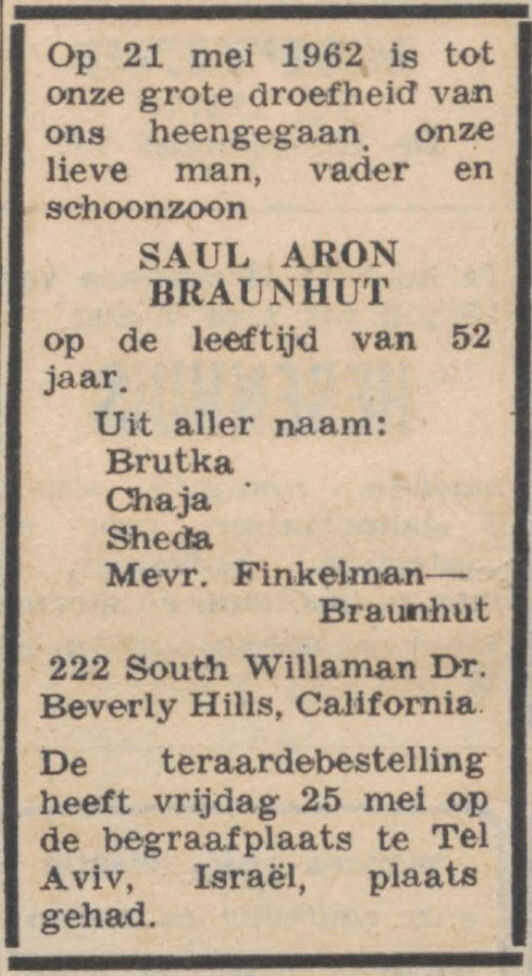 Op 21 mei 1962 is tot
onze grote droefheid van
ons heengegaan, onze
lieve man, vader en
schoonzoon
SAUL ARON
BRAUNHUT
op de leeftijd van 52
jaar.
Uit aller naam:
Brutka
Chaja
Sheda
Mevr. Finkelman—
Braunhut
222 South Willaman Dr.
Beverly Hills, California.
De teraardebestelling
heeft vrijdag 25 mei op
de begraafplaats te Tel
Aviv, Israël, plaats
gehad.